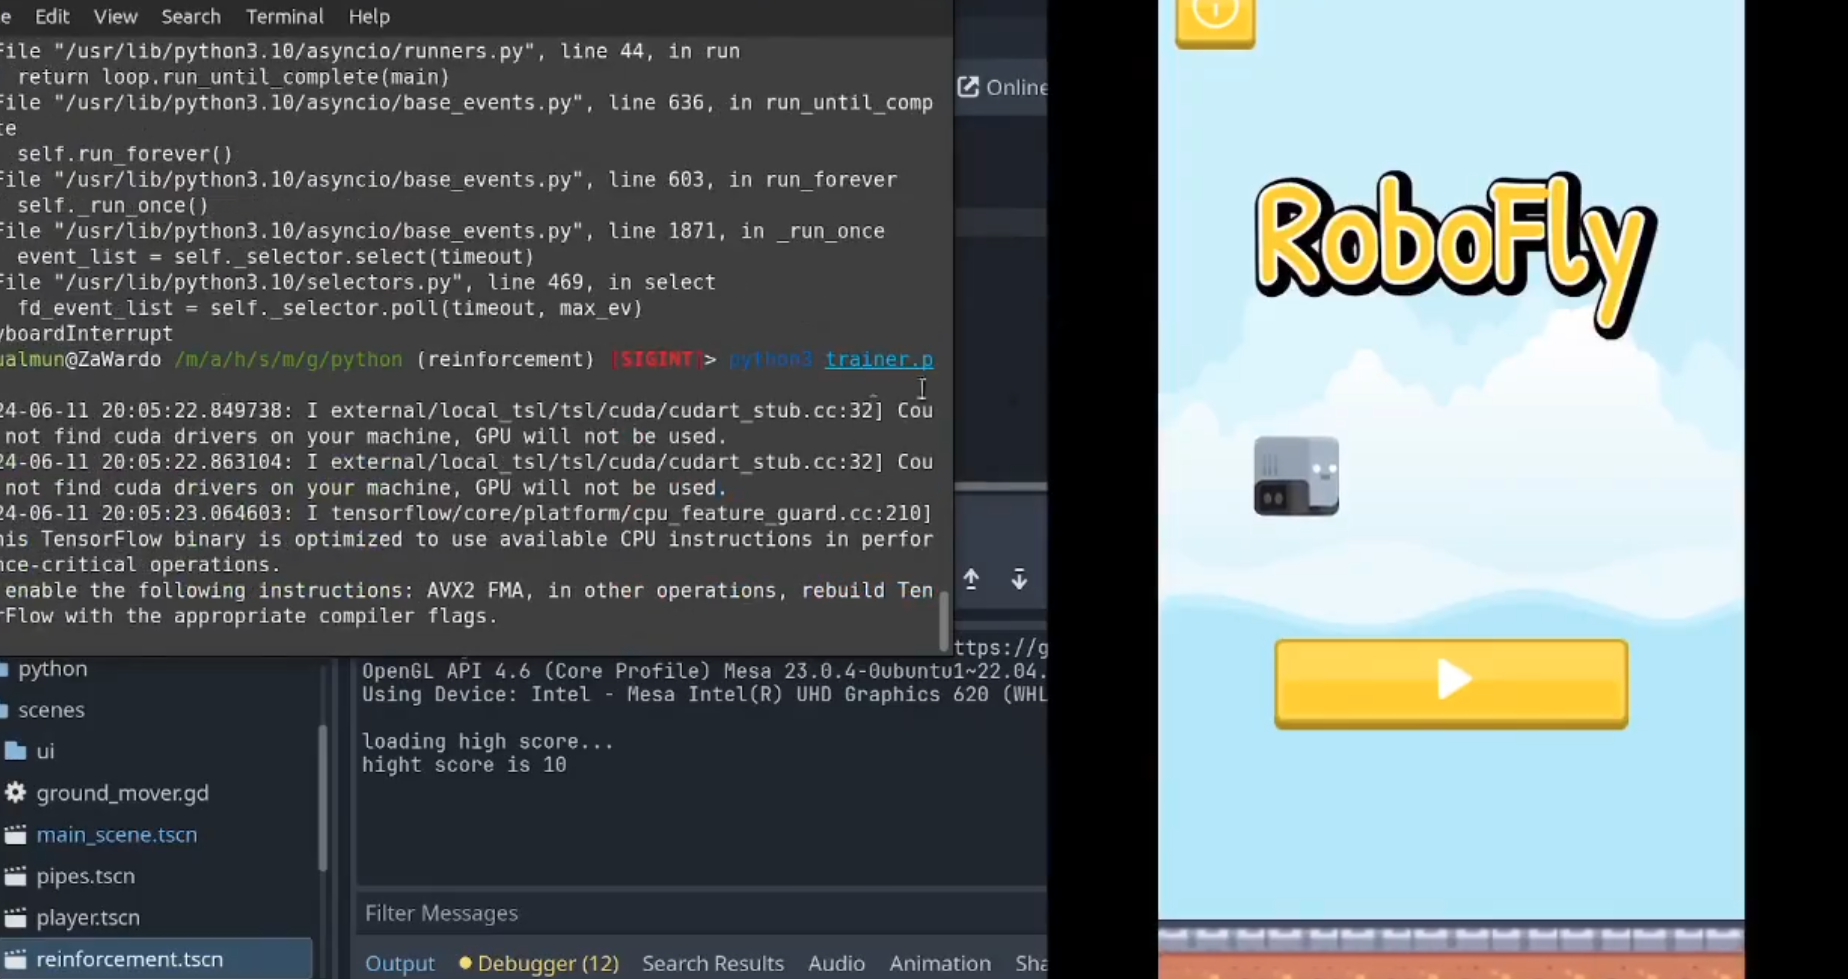 e Edit View Search Terminal Help
File "/usr/lib/python3.10/asyncio/runners.py", line 44, in run
return loop.run_until_complete(main)
File "/usr/lib/python3.10/asyncio/base_events.py", line 636, in run_until_comp
te
self.run_forever()
File "/usr/lib/python3.10/asyncio/base_events.py", line 603, in run_forever
self._run_once()
File "/usr/lib/python3.10/asyncio/base_events.py", line 1871, in _run_once
event_list = self._selector.select(timeout)
File "/usr/lib/python3.10/selectors.py", line 469, in select
fd_event_list = self._selector.poll(timeout, max_ev)
yboardInterrupt
ualmun@ZaWardo /m/a/h/s/m/g/python (reinforcement) [SIGINT]> python3 trainer.p
24-06-11 20:05:22.849738: I external/local_tsl/tsl/cuda/cudart_stub.cc:32] Cou
not find cuda drivers on your machine, GPU will not be used.
24-06-11 20:05:22.863104: I external/local_tsl/tsl/cuda/cudart_stub.cc:32] Cou
not find cuda drivers on your machine, GPU will not be used.
24-06-11 20:05:23.064603: I tensorflow/core/platform/cpu_feature_guard.cc:210]
his TensorFlow binary is optimized to use available CPU instructions in perfor
nce-critical operations.
enable the following instructions: AVX2 FMA, in other operations, rebuild Ten
rFlow with the appropriate compiler flags.
Online
python
scenes
ui
ground_mover.gd
main_scene.tscn
pipes.tscn
player.tscn
reinforcement.tscn
ttps://g
OpenGL API 4.6 (Core Profile) Mesa 23.0.4-0ubuntu1~22.04.
Using Device: Intel - Mesa Intel(R) UHD Graphics 620 (WHL
loading high score...
hight score is 10
Filter Messages
Output Debugger (12) Search Results Audio Animation Sha
RoboFly